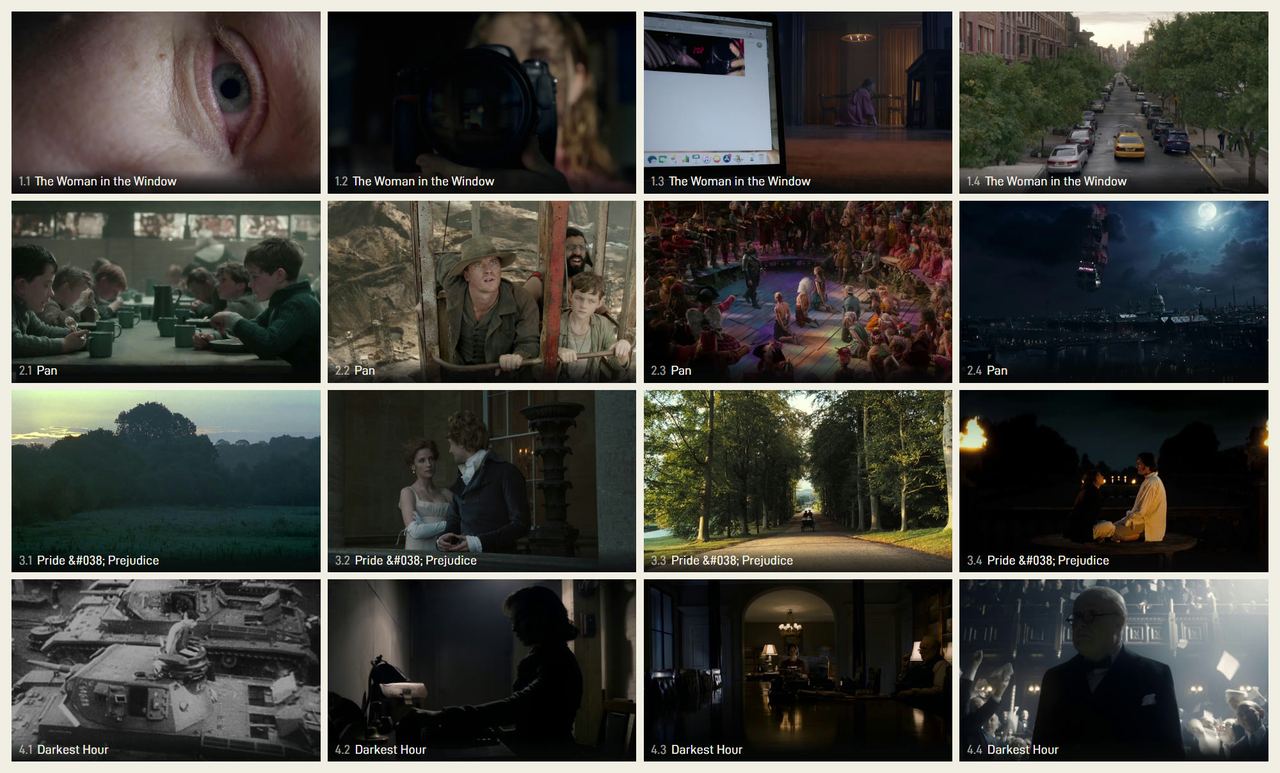 1.1 The Woman in the Window
1.2 The Woman in the Window
1.3 The Woman in the Window
1.4 The Woman in the Window
2.1 Pan
2.2 Pan
2.3 Pan
2.4 Pan
3.1 Pride &#038; Prejudice
3.2 Pride &#038; Prejudice
3.3 Pride &#038; Prejudice
3.4 Pride &#038; Prejudice
4.1 Darkest Hour
4.2 Darkest Hour
4.3 Darkest Hour
4.4 Darkest Hour